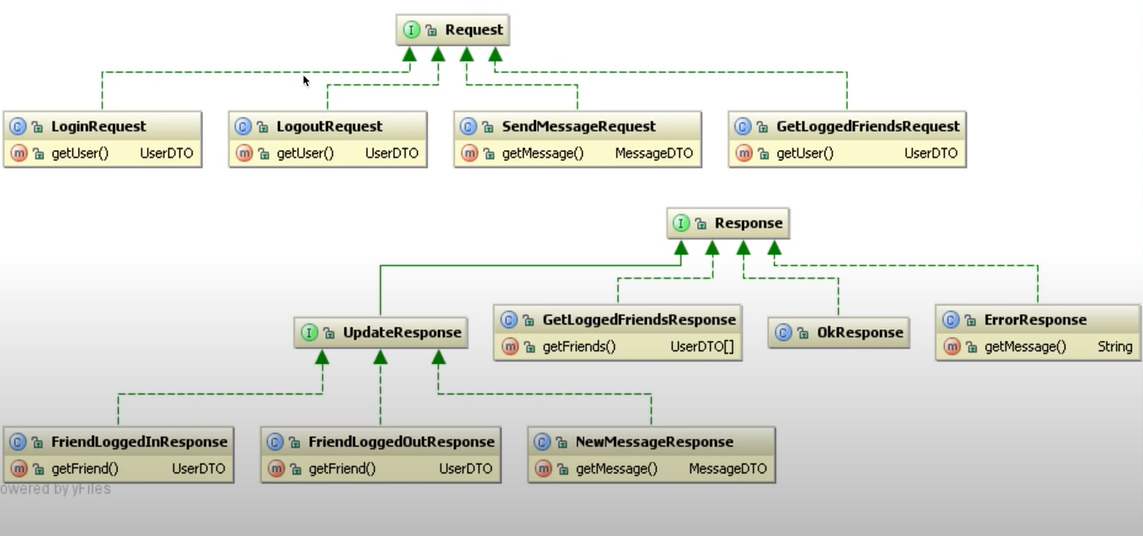 Request
LoginRequest
getUser() UserDTO
LogoutRequest
getUser() UserDTO
SendMessageRequest
getMessage() MessageDTO
GetLoggedFriendsRequest
getUser() UserDTO
Response
UpdateResponse
GetLoggedFriendsResponse
getFriends() UserDTO[]
OkResponse
ErrorResponse
getMessage() String
FriendLoggedInResponse
getFriend() UserDTO
FriendLoggedOutResponse
getFriend() UserDTO
NewMessageResponse
getMessage() MessageDTO
owered by yFiles